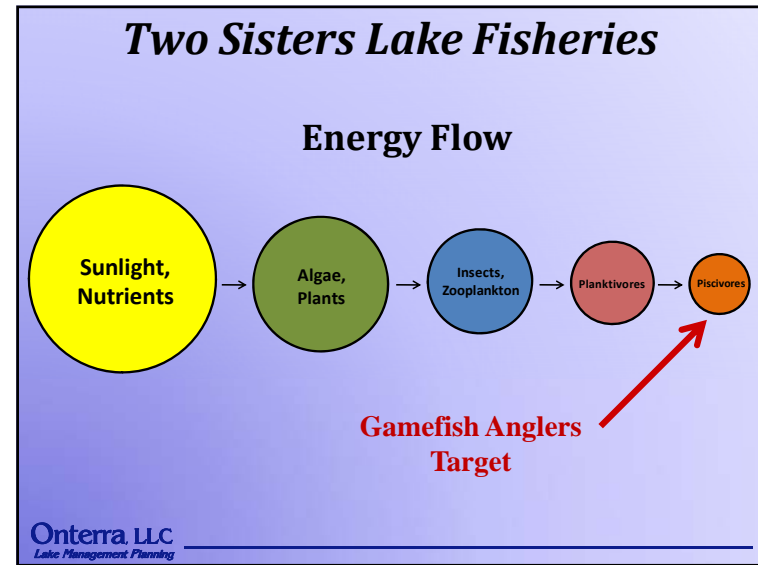 Two Sisters Lake Fisheries
Energy Flow
Sunlight,
Nutrients
Algae,
Plants
Insects,
Zooplankton
Planktivores
Piscivores
Gamefish Anglers
Target
Onterra, LLC
Lake Management Planning